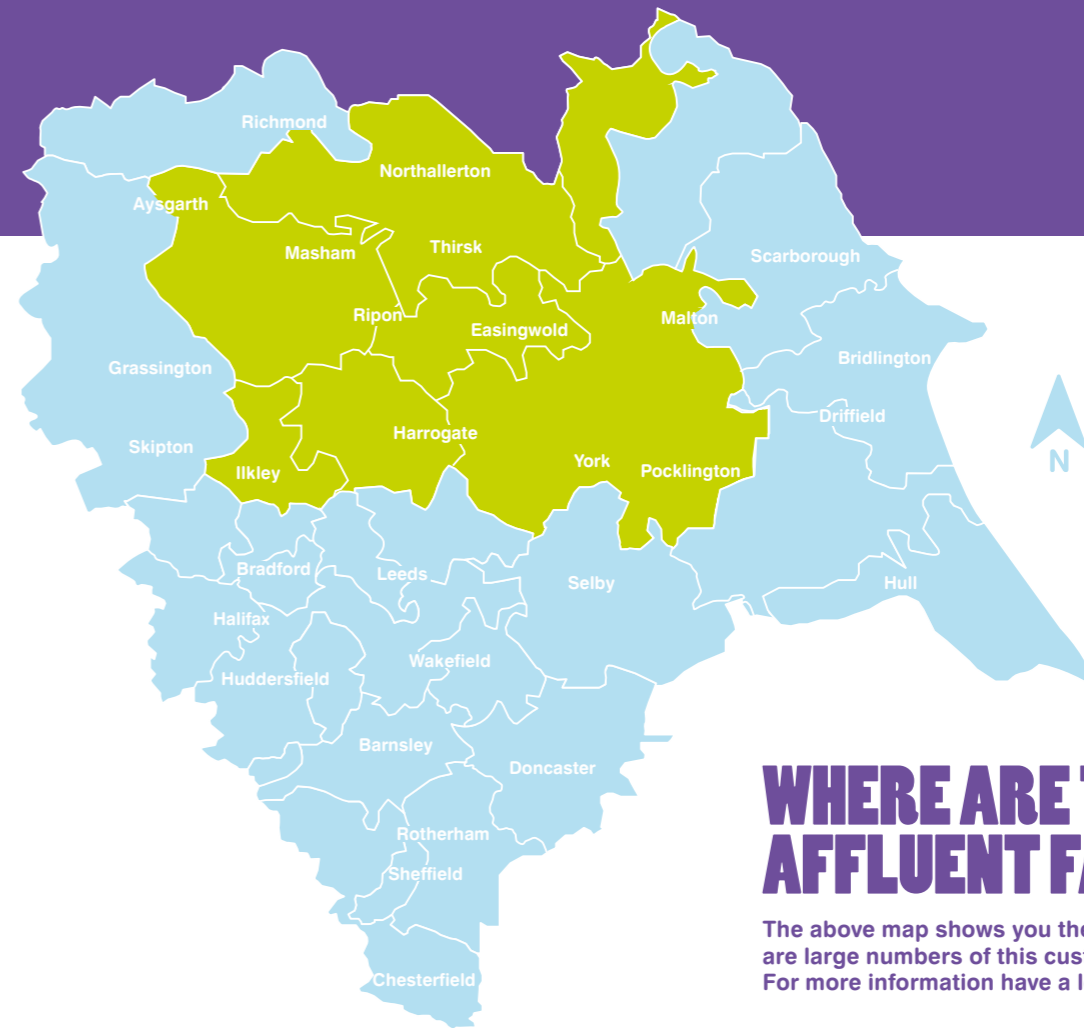 Richmond
Northallerton
Aysgarth
Masham
Thirsk
Scarborough
Ripon
Easingwold
Malton
Bridlington
Grassington
Driffield
Harrogate
Skipton
Ilkley
York
Pocklington
N
Bradford
Leeds
Selby
Hull
Halifax
Wakefield
Huddersfield
Barnsley
Doncaster
Rotherham
Sheffield
Chesterfield
WHERE ARE
AFFLUENT
The above map shows you the
are large numbers of this
For more information have a